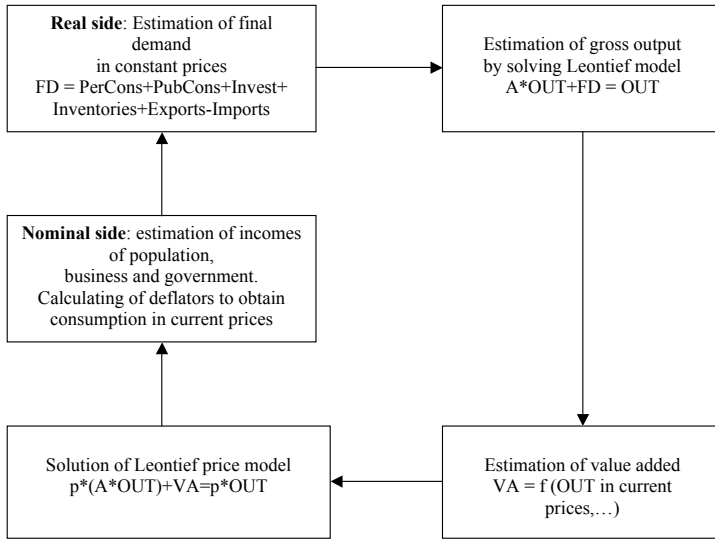 Real side: Estimation of final
demand
in constant prices
FD = PerCons+PubCons+Invest+
Inventories+Exports-Imports
Estimation of gross output
by solving Leontief model
A*OUT+FD = OUT
Nominal side: estimation of incomes
of population,
business and government.
Calculating of deflators to obtain
consumption in current prices
Solution of Leontief price model
p*(A*OUT)+VA=p*OUT
Estimation of value added
VA = f (OUT in current
prices,…)